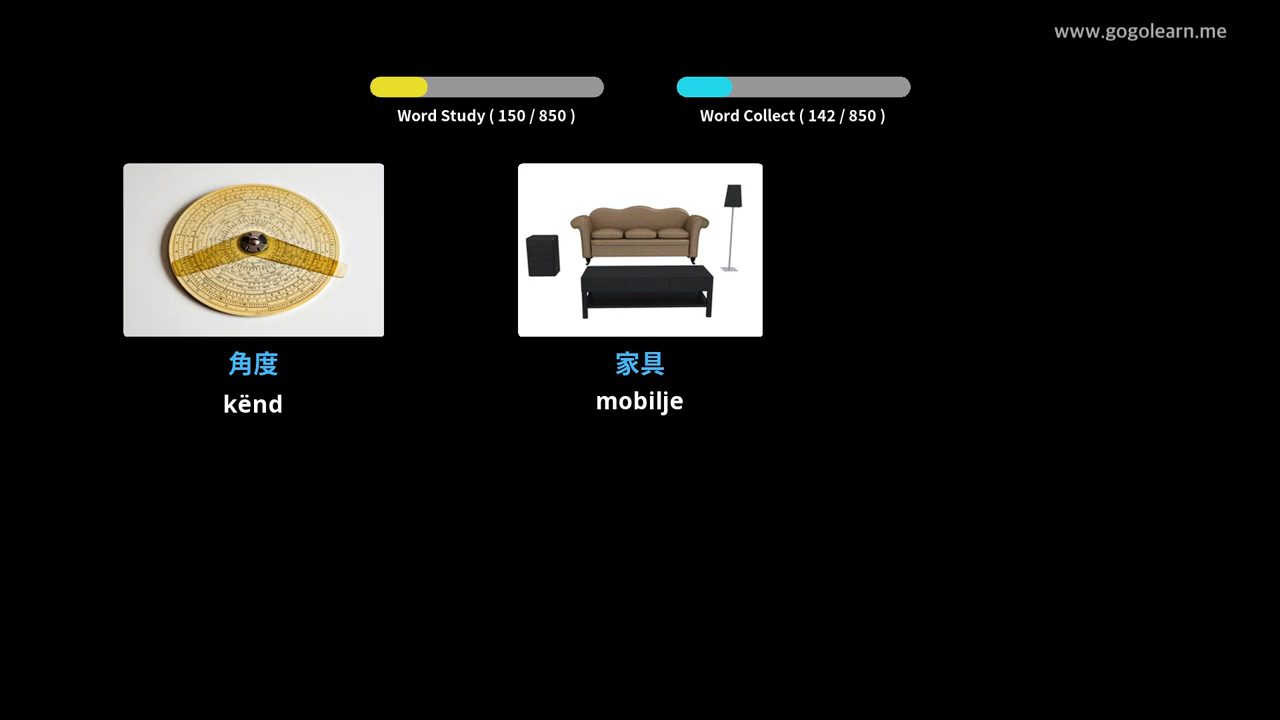 www.gogolearn.me
Word Study ( 150 / 850 )
Word Collect ( 142 / 850 )
角度
kënd
家具
mobilje